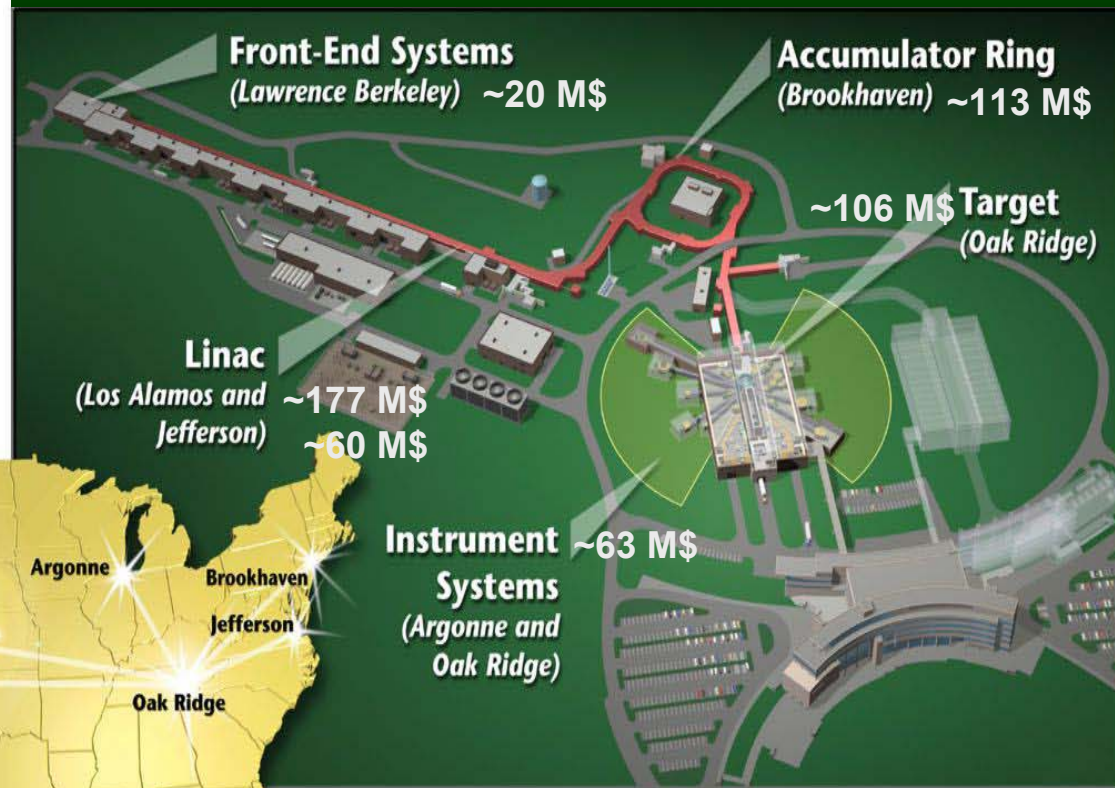 Front-End Systems
(Lawrence Berkeley) ~20 M$
Accumulator Ring
(Brookhaven) ~113 M$
~106 M$ Target
(Oak Ridge)
Linac
(Los Alamos and ~177 M$
Jefferson) ~60 M$
Instrument ~63 M$
Systems
(Argonne and
Oak Ridge)
Argonne
Brookhaven
Jefferson
Oak Ridge